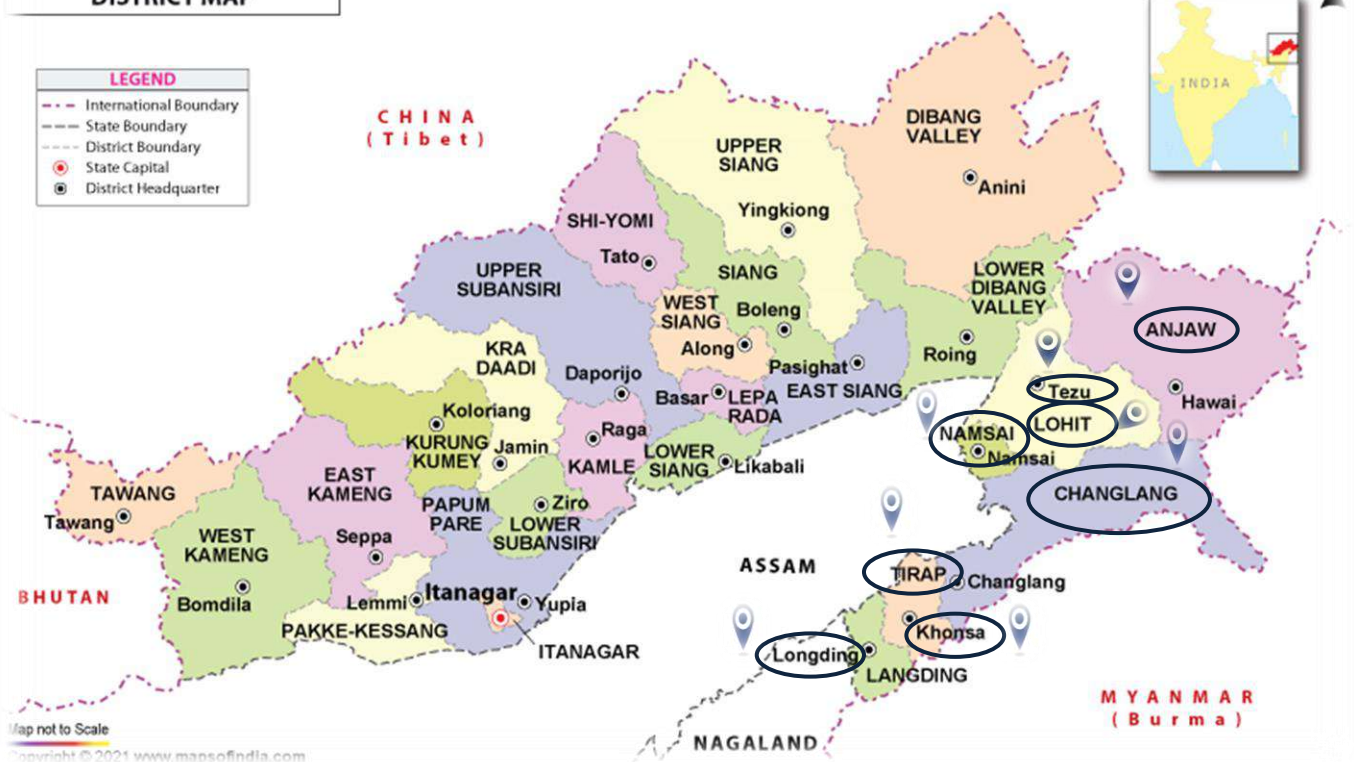 DISTRICT MAP
LEGEND
International Boundary
State Boundary
District Boundary
State Capital
District Headquarter
CHINA
(Tibet)
INDIA
DIBANG
VALLEY
Anini
UPPER
SIANG
Yingkiong
SHI-YOMI
Tato
UPPER
SUBANSIRI
SIANG
Boleng
WEST
SIANG
Along
LOWER
DIBANG
VALLEY
Roing
ANJAW
Hawai
Tezu
LOHIT
NAMSAI
Namsai
CHANGLANG
Pasighat
EAST SIANG
KRA
DAADI
Daporijo
Basar
LEPA
RADA
Koloriang
KURUNG
KUMEY
Jamin
Raga
KAMLE
LOWER
SIANG
Likabali
EAST
KAMENG
Seppa
PAPUM
PARE
Ziro
LOWER
SUBANSIRI
TAWANG
Tawang
WEST
KAMENG
Bomdila
BHUTAN
Lemmi
Itanagar
Yupia
PAKKE-KESSANG
ITANAGAR
ASSAM
TIRAP
Changlang
Khonsa
Longding
LANGDING
MYANMAR
(Burma)
NAGALAND
Map not to Scale
Copyright © 2021 www.mapsofindia.com